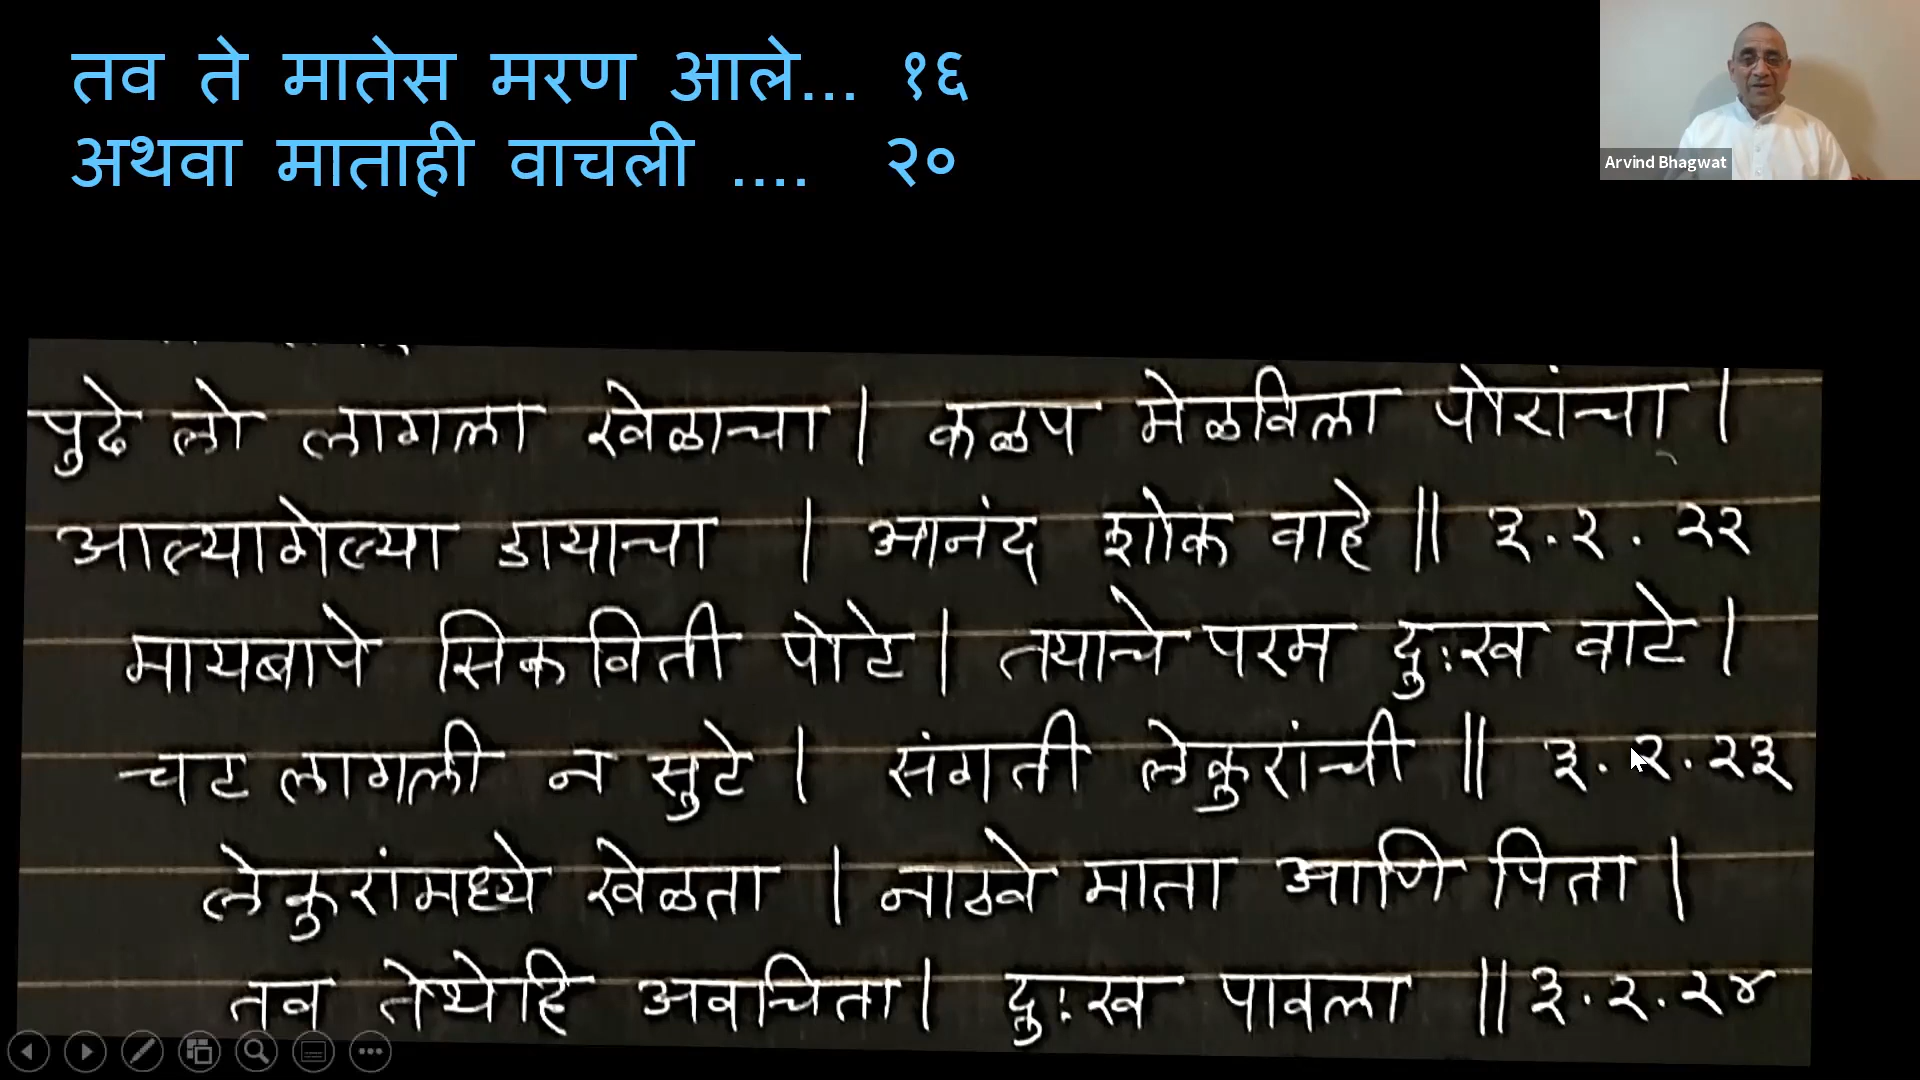 तव ते मातेस मरण आले... १६
अथवा माताही वाचली .... २०
Arvind Bhagwat
पुढे लो लागला खेळाचा | कळप मेळविला पोरांचा |
आल्यागेल्या डायाचा | आनंद शोक वाहे || ३.२.२२
मायबापे सिकविती पोटे | तयाचे परम दुःख वाटे |
चट लागली न सुटे | संगती लेकुरांची || ३.२.२३
लेकुरांमध्ये खेळता | नाठवे माता आणि पिता |
तव तेथेहि अवचिता | दुःख पावला || ३.२.२४